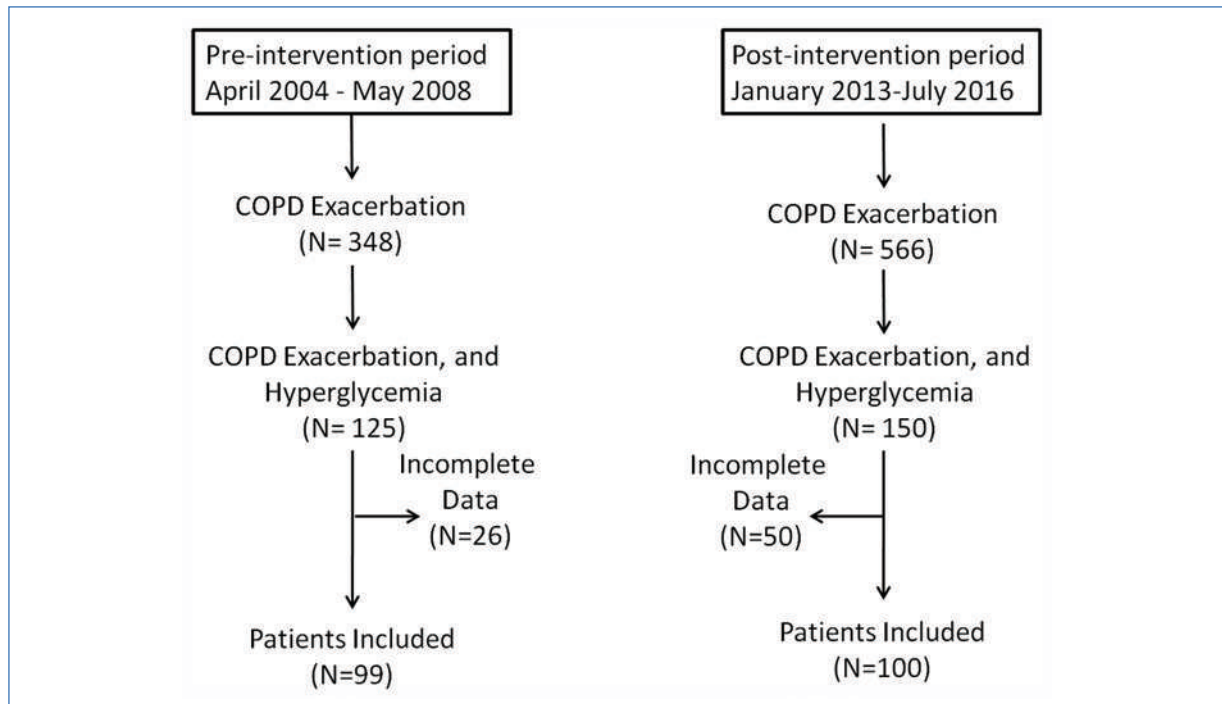 Pre-intervention period
April 2004 - May 2008
COPD Exacerbation
(N= 348)
COPD Exacerbation, and
Hyperglycemia
(N= 125)
Incomplete
Data
(N=26)
Patients Included
(N=99)
Post-intervention period
January 2013-July 2016
COPD Exacerbation
(N= 566)
COPD Exacerbation, and
Hyperglycemia
(N= 150)
Incomplete
Data
(N=50)
Patients Included
(N=100)